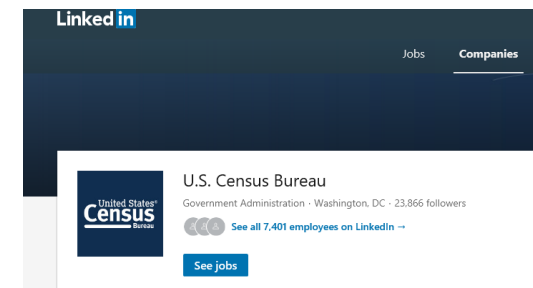 Linked in
Jobs Companies
U.S. Census Bureau
Government Administration · Washington, DC · 23,866 followers
United States®
Census
Bureau
See all 7,401 employees on LinkedIn →
See jobs